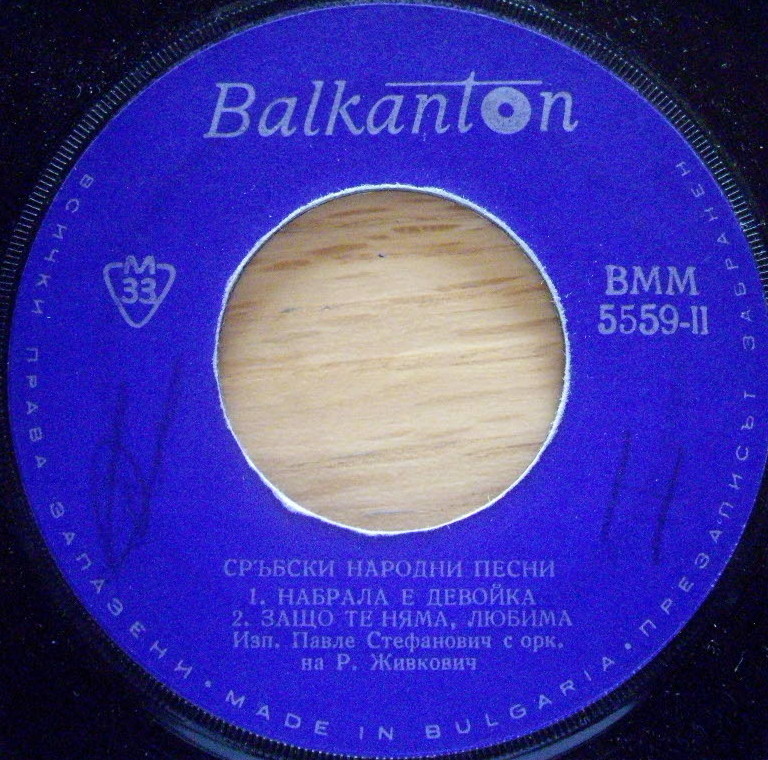 Balkanton
M
33
ВММ
5559-II
СРЪБСКИ НАРОДНИ ПЕСНИ
1. НАБРАЛА Е ДЕВОЙКА
2. ЗАЩО ТЕ НЯМА, ЛЮБИМА
Изп. Павле Стефанович с орк.
на Р. Живкович
ВСИЧКИ ПРАВА ЗАПАЗЕНИ • MADE IN BULGARIA • ПРЕЗАПИСЪТ ЗАБРАНЕН